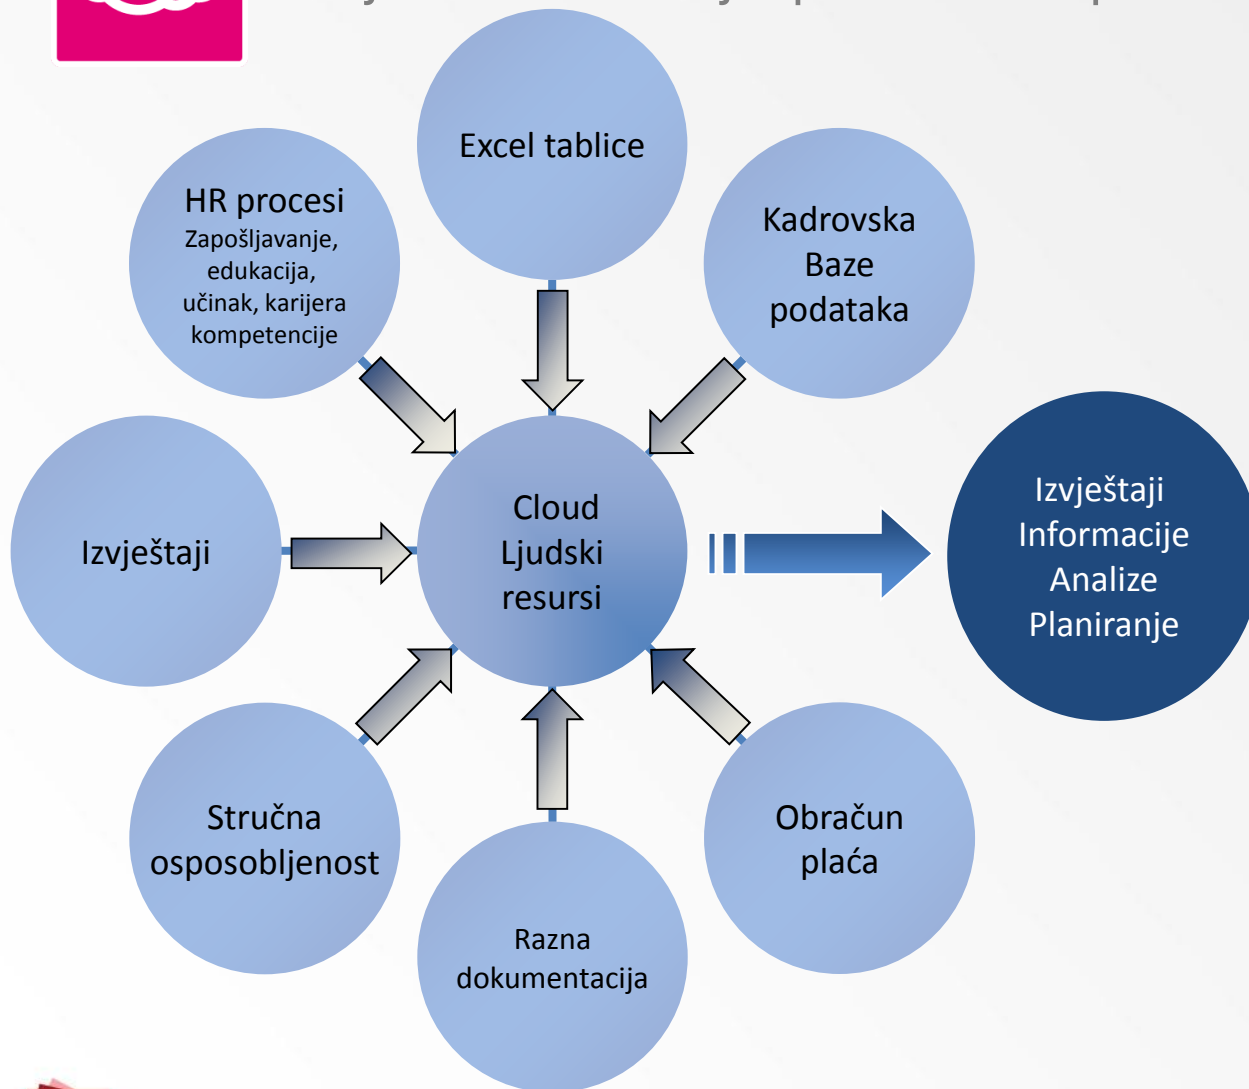 Excel tablice
HR procesi
Zapošljavanje,
edukacija,
učinak, karijera
kompetencije
Kadrovska
Baze
podataka
Izvještaji
Cloud
Ljudski
resursi
Izvještaji
Informacije
Analize
Planiranje
Stručna
osposobljenost
Razna
dokumentacija
Obračun
plaća